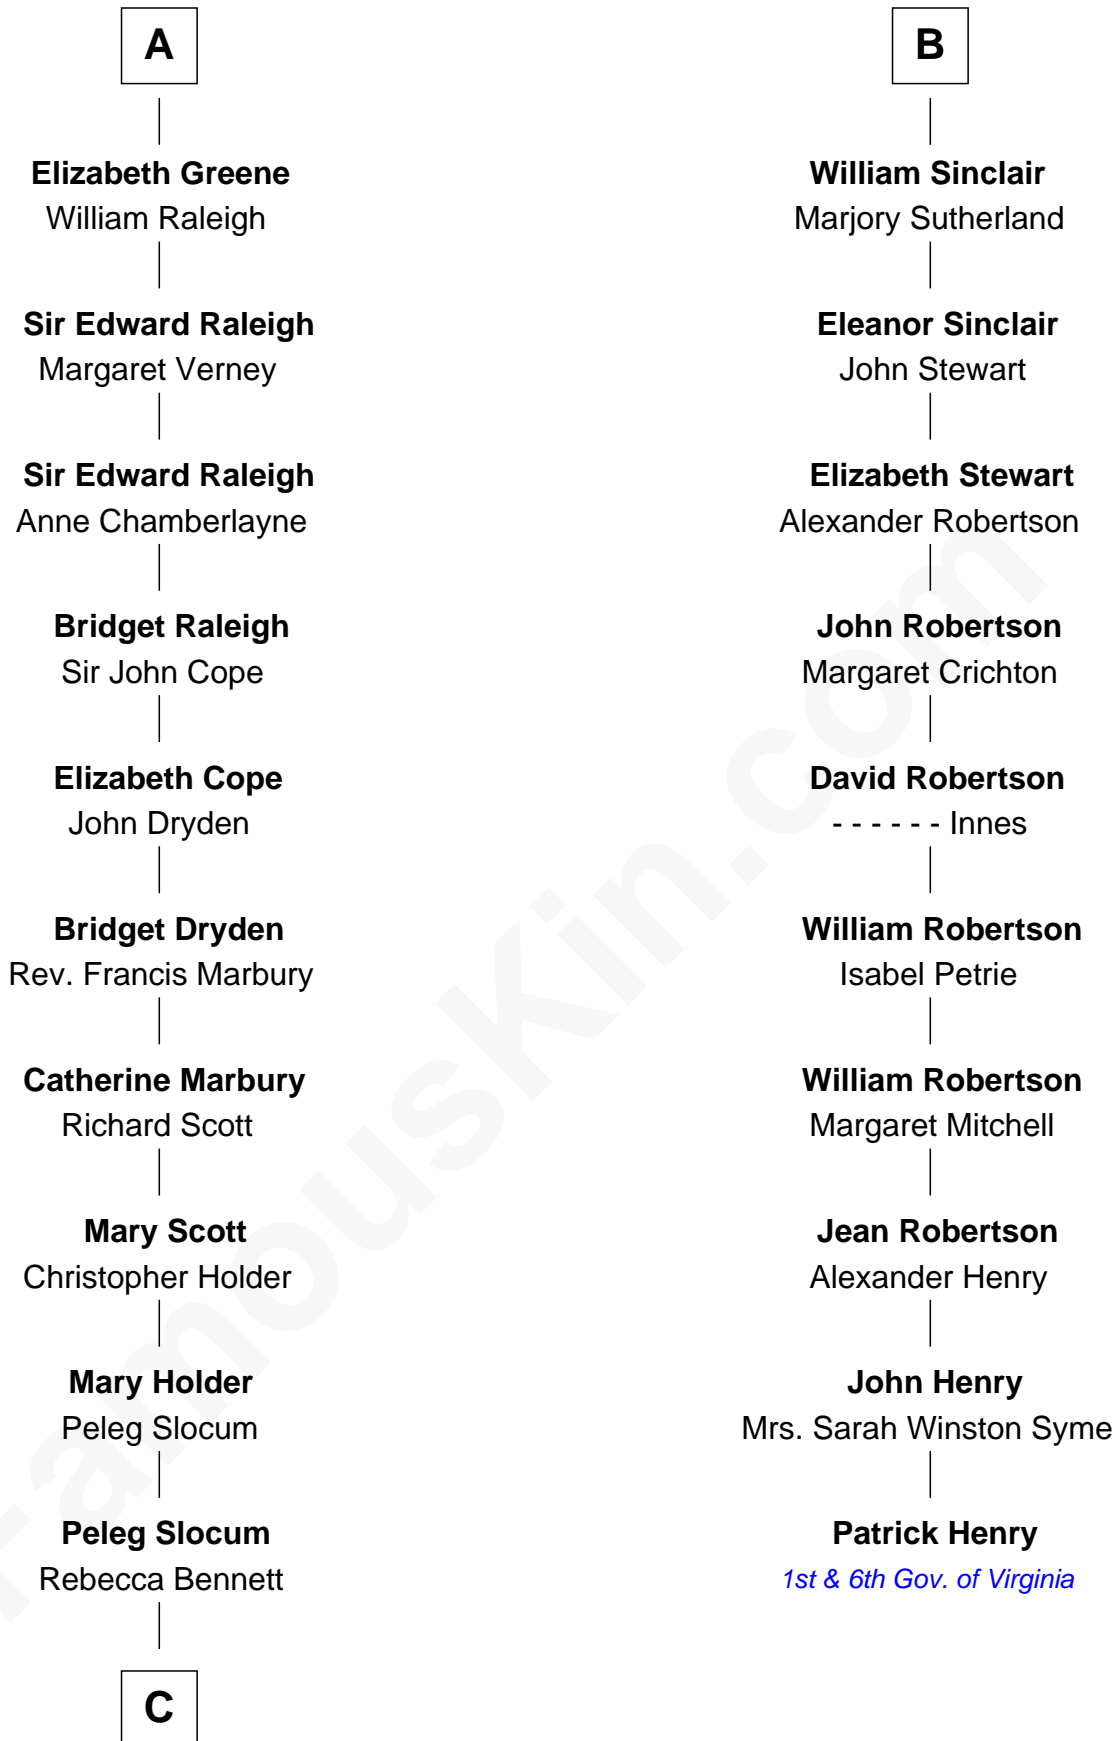 A
Elizabeth Greene
William Raleigh
Sir Edward Raleigh
Margaret Verney
Sir Edward Raleigh
Anne Chamberlayne
Bridget Raleigh
Sir John Cope
Elizabeth Cope
John Dryden
Bridget Dryden
Rev. Francis Marbury
Catherine Marbury
Richard Scott
Mary Scott
Christopher Holder
Mary Holder
Peleg Slocum
Peleg Slocum
Rebecca Bennett
C
B
William Sinclair
Marjory Sutherland
Eleanor Sinclair
John Stewart
Elizabeth Stewart
Alexander Robertson
John Robertson
Margaret Crichton
David Robertson
- - - - - - Innes
William Robertson
Isabel Petrie
William Robertson
Margaret Mitchell
Jean Robertson
Alexander Henry
John Henry
Mrs. Sarah Winston Syme
Patrick Henry
1st & 6th Gov. of Virginia
FamousKin.com